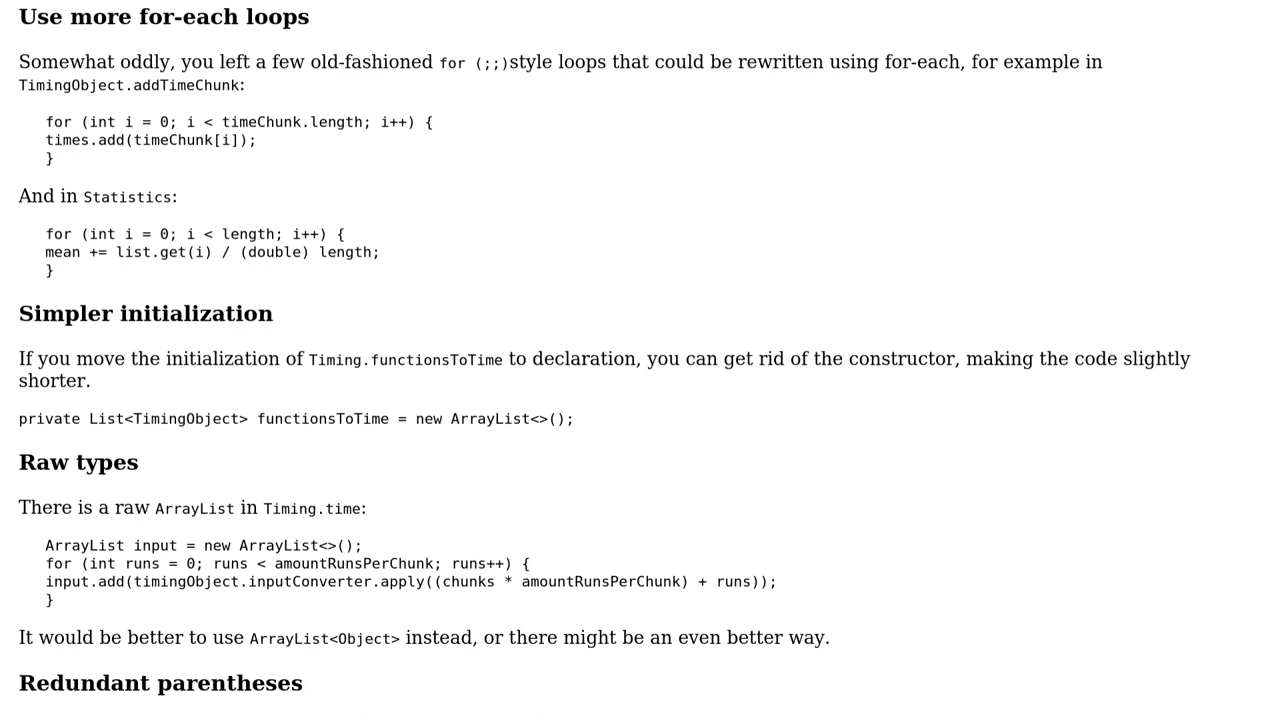 Use more for-each loops
Somewhat oddly, you left a few old-fashioned for (;;)style loops that could be rewritten using for-each, for example in
TimingObject.addTimeChunk:
for (int i = 0; i < timeChunk.length; i++) {
times.add(timeChunk[i]);
}
And in Statistics:
for (int i = 0; i < length; i++) {
mean += list.get(i) / (double) length;
}
Simpler initialization
If you move the initialization of Timing.functionsToTime to declaration, you can get rid of the constructor, making the code slightly
shorter.
private List<TimingObject> functionsToTime = new ArrayList<>();
Raw types
There is a raw ArrayList in Timing.time:
ArrayList input = new ArrayList<>();
for (int runs = 0; runs < amountRunsPerChunk; runs++) {
input.add(timingObject.inputConverter.apply((chunks * amountRunsPerChunk) + runs));
}
It would be better to use ArrayList<Object> instead, or there might be an even better way.
Redundant parentheses